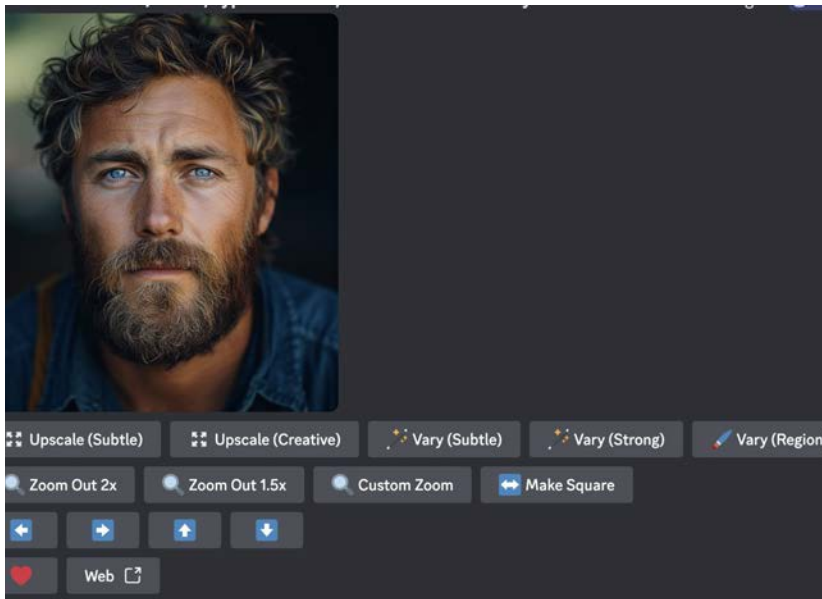 Upscale (Subtle) Upscale (Creative) Vary (Subtle) Vary (Strong) Vary (Region
Zoom Out 2x Zoom Out 1.5x Custom Zoom Make Square
Web